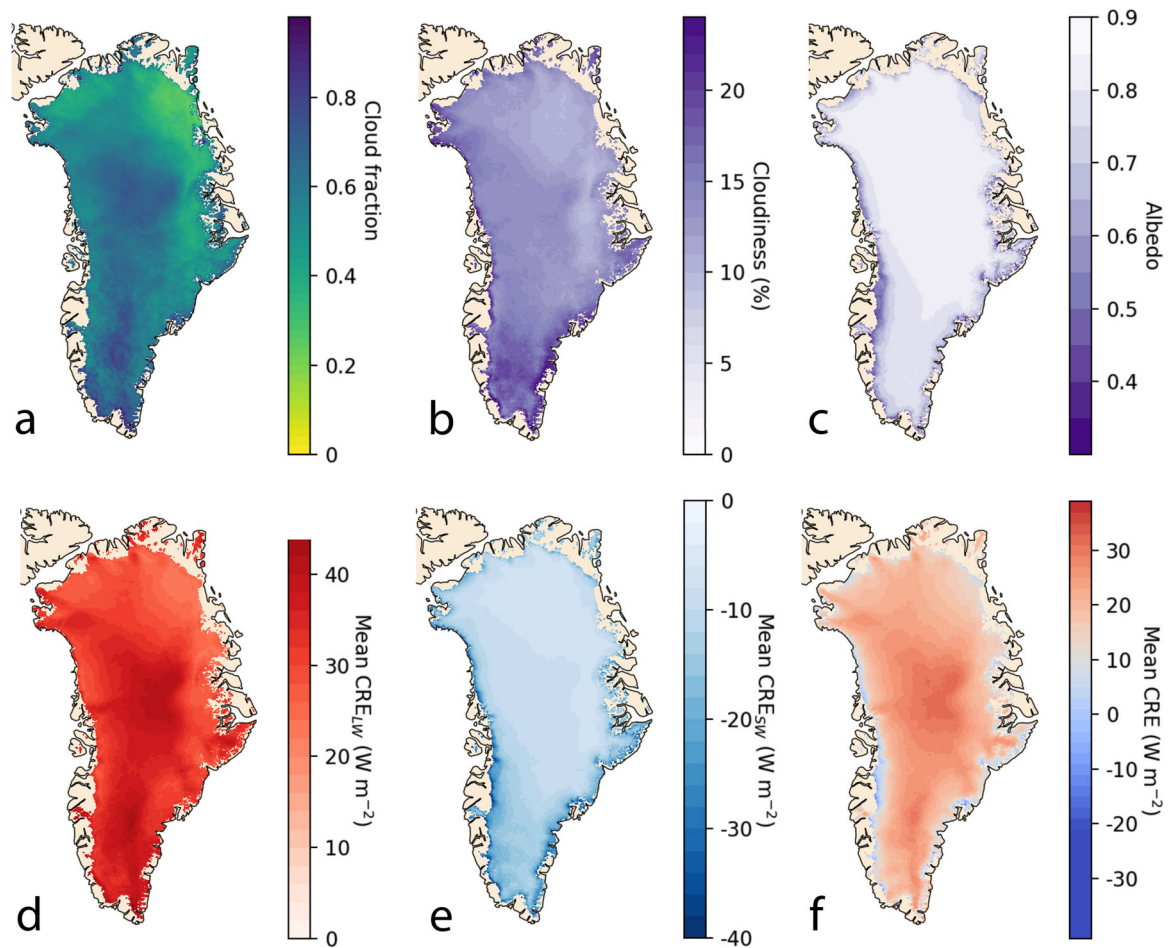 a
0.8
0.6
0.4
0.2
0
Cloud fraction
b
20
15
10
5
0
Cloudiness (%)
c
0.9
0.8
0.7
0.6
0.5
0.4
Albedo
d
40
30
20
10
0
Mean CRE_LW (W m⁻²)
e
0
-10
-20
-30
-40
Mean CRE_SW (W m⁻²)
f
30
20
10
0
-10
-20
-30
Mean CRE (W m⁻²)